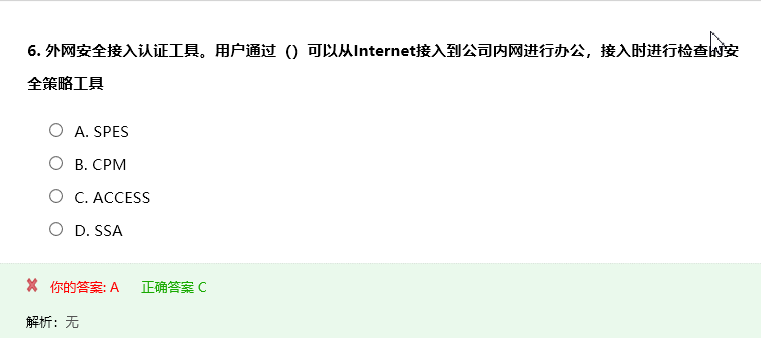 6. 外网安全接入认证工具。用户通过（）可以从Internet接入到公司内网进行办公，接入时进行检查的安
全策略工具
A. SPES
B. CPM
C. ACCESS
D. SSA
你的答案: A 正确答案 C
解析：无